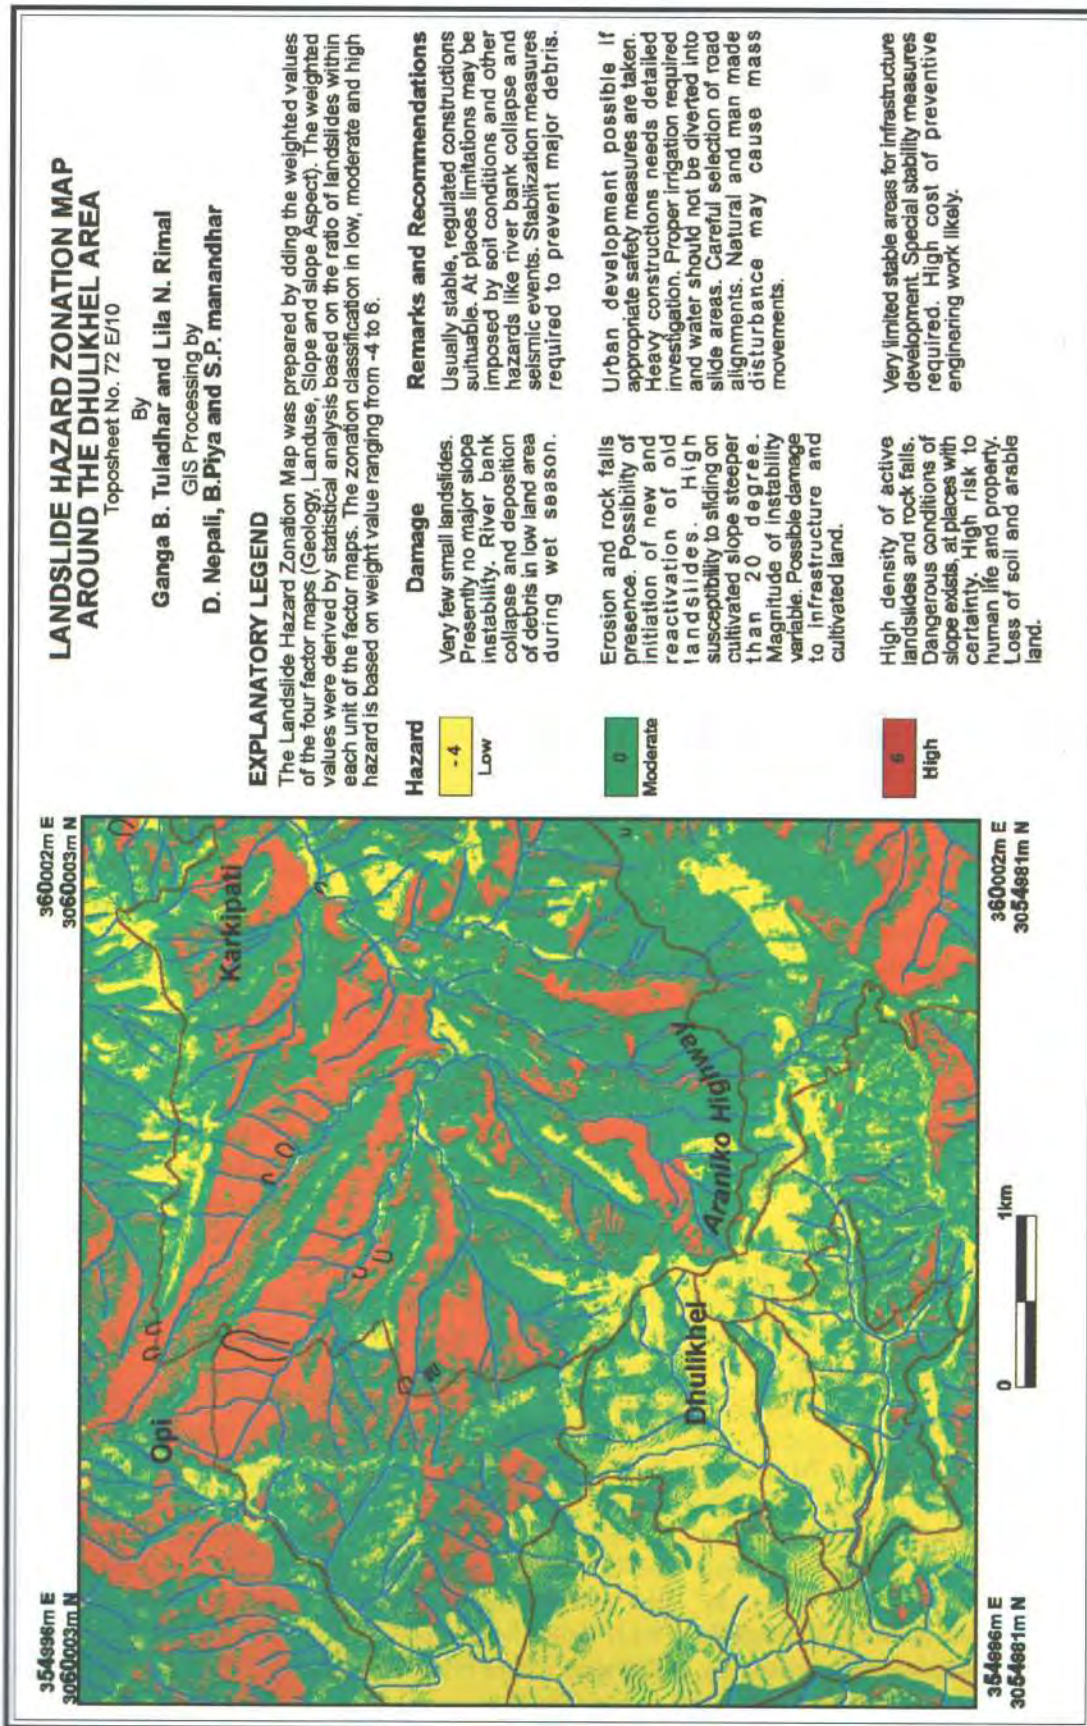 LANDSLIDE HAZARD ZONATION MAP
AROUND THE DHULIKHEL AREA
Toposheet No. 72 E/10
By
Ganga B. Tuladhar and Lila N. Rimal
GIS Processing by
D. Nepali, B.Piya and S.P. manandhar
EXPLANATORY LEGEND
The Landslide Hazard Zonation Map was prepared by dding the weighted values
of the four factor maps (Geology, Landuse, Slope and slope Aspect). The weighted
values were derived by statistical analysis based on the ratio of landslides within
each unit of the factor maps. The zonation classification in low, moderate and high
hazard is based on weight value ranging from -4 to 6.
Hazard Damage Remarks and Recommendations
-4
Low
Very few small landslides.
Presently no major slope
instability. River bank
collapse and deposition
of debris in low land area
during wet season.
Usually stable, regulated constructions
suituable. At places limitations may be
imposed by soil conditions and other
hazards like river bank collapse and
seismic events. Stabilization measures
required to prevent major debris.
0
Moderate
Erosion and rock falls
presence. Possibility of
initiation of new and
reactivation of old
landslides. High
susceptibility to sliding on
cultivated slope steeper
than 20 degree.
Magnitude of instability
variable. Possible damage
to Infrastructure and
cultivated land.
Urban development possible if
appropriate safety measures are taken.
Heavy constructions needs detailed
investigation. Proper irrigation required
and water should not be diverted into
slide areas. Careful selection of road
alignments. Natural and man made
disturbance may cause mass
movements.
6
High
High density of active
landslides and rock falls.
Dangerous conditions of
slope exists, at places with
certainty. High risk to
human life and property.
Loss of soil and arable
land.
Very limited stable areas for infrastructure
development. Special stability measures
required. High cost of preventive
enginering work likely.
354996m E
3060003m N
360002m E
3060003m N
Opi
Karkipati
Araniko Highway
Dhulikhel
354996m E
3054981m N
360002m E
3054981m N
0 1km